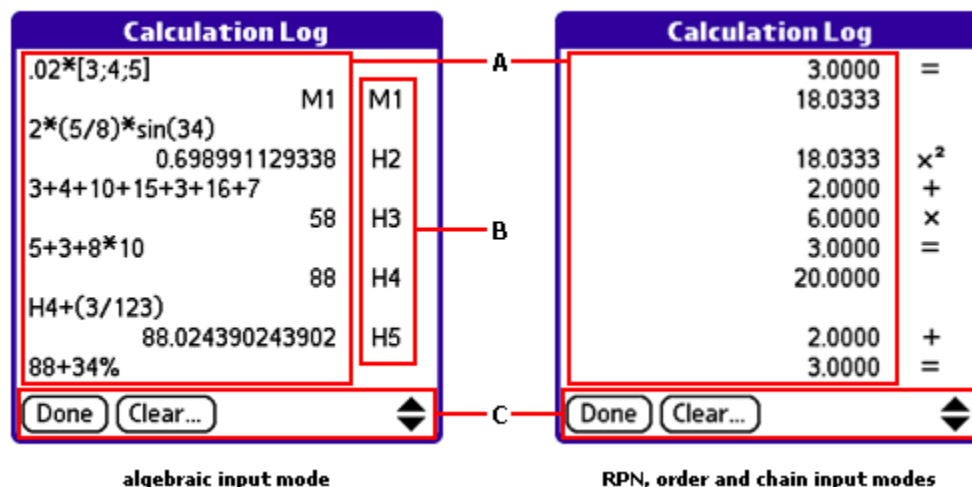 Calculation Log
.02*[3;4;5]
M1 M1
2*(5/8)*sin(34)
0.698991129338 H2
3+4+10+15+3+16+7
58 H3
5+3+8*10
88 H4
H4+(3/123)
88.024390243902 H5
88+34%
Done Clear...
algebraic input mode
A
B
C
Calculation Log
3.0000 =
18.0333
18.0333 x²
2.0000 +
6.0000 ×
3.0000 =
20.0000
2.0000 +
3.0000 =
Done Clear...
RPN, order and chain input modes